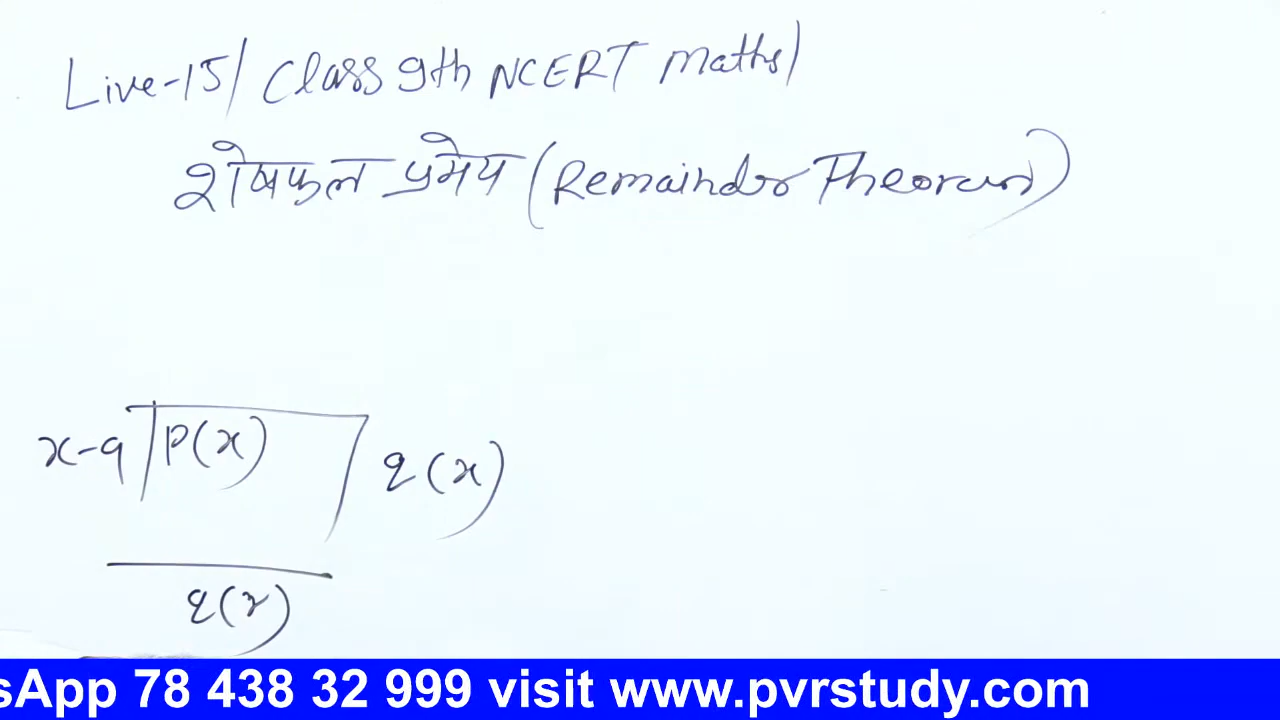 Live-15/ Class 9th NCERT Maths/
शेषफल प्रमेय (Remainder Theorem)
x-a P(x) q(x)
r(x)
sApp 78 438 32 999 visit www.pvrstudy.com